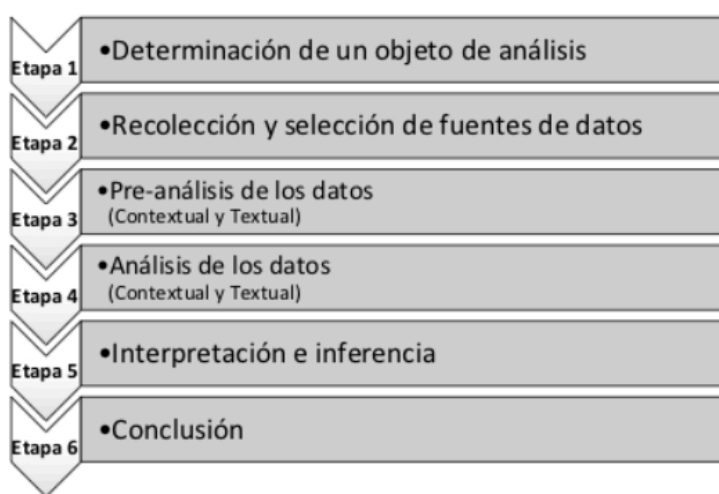 Etapa 1
•Determinación de un objeto de análisis
Etapa 2
•Recolección y selección de fuentes de datos
Etapa 3
•Pre-análisis de los datos
(Contextual y Textual)
Etapa 4
•Análisis de los datos
(Contextual y Textual)
Etapa 5
•Interpretación e inferencia
Etapa 6
•Conclusión